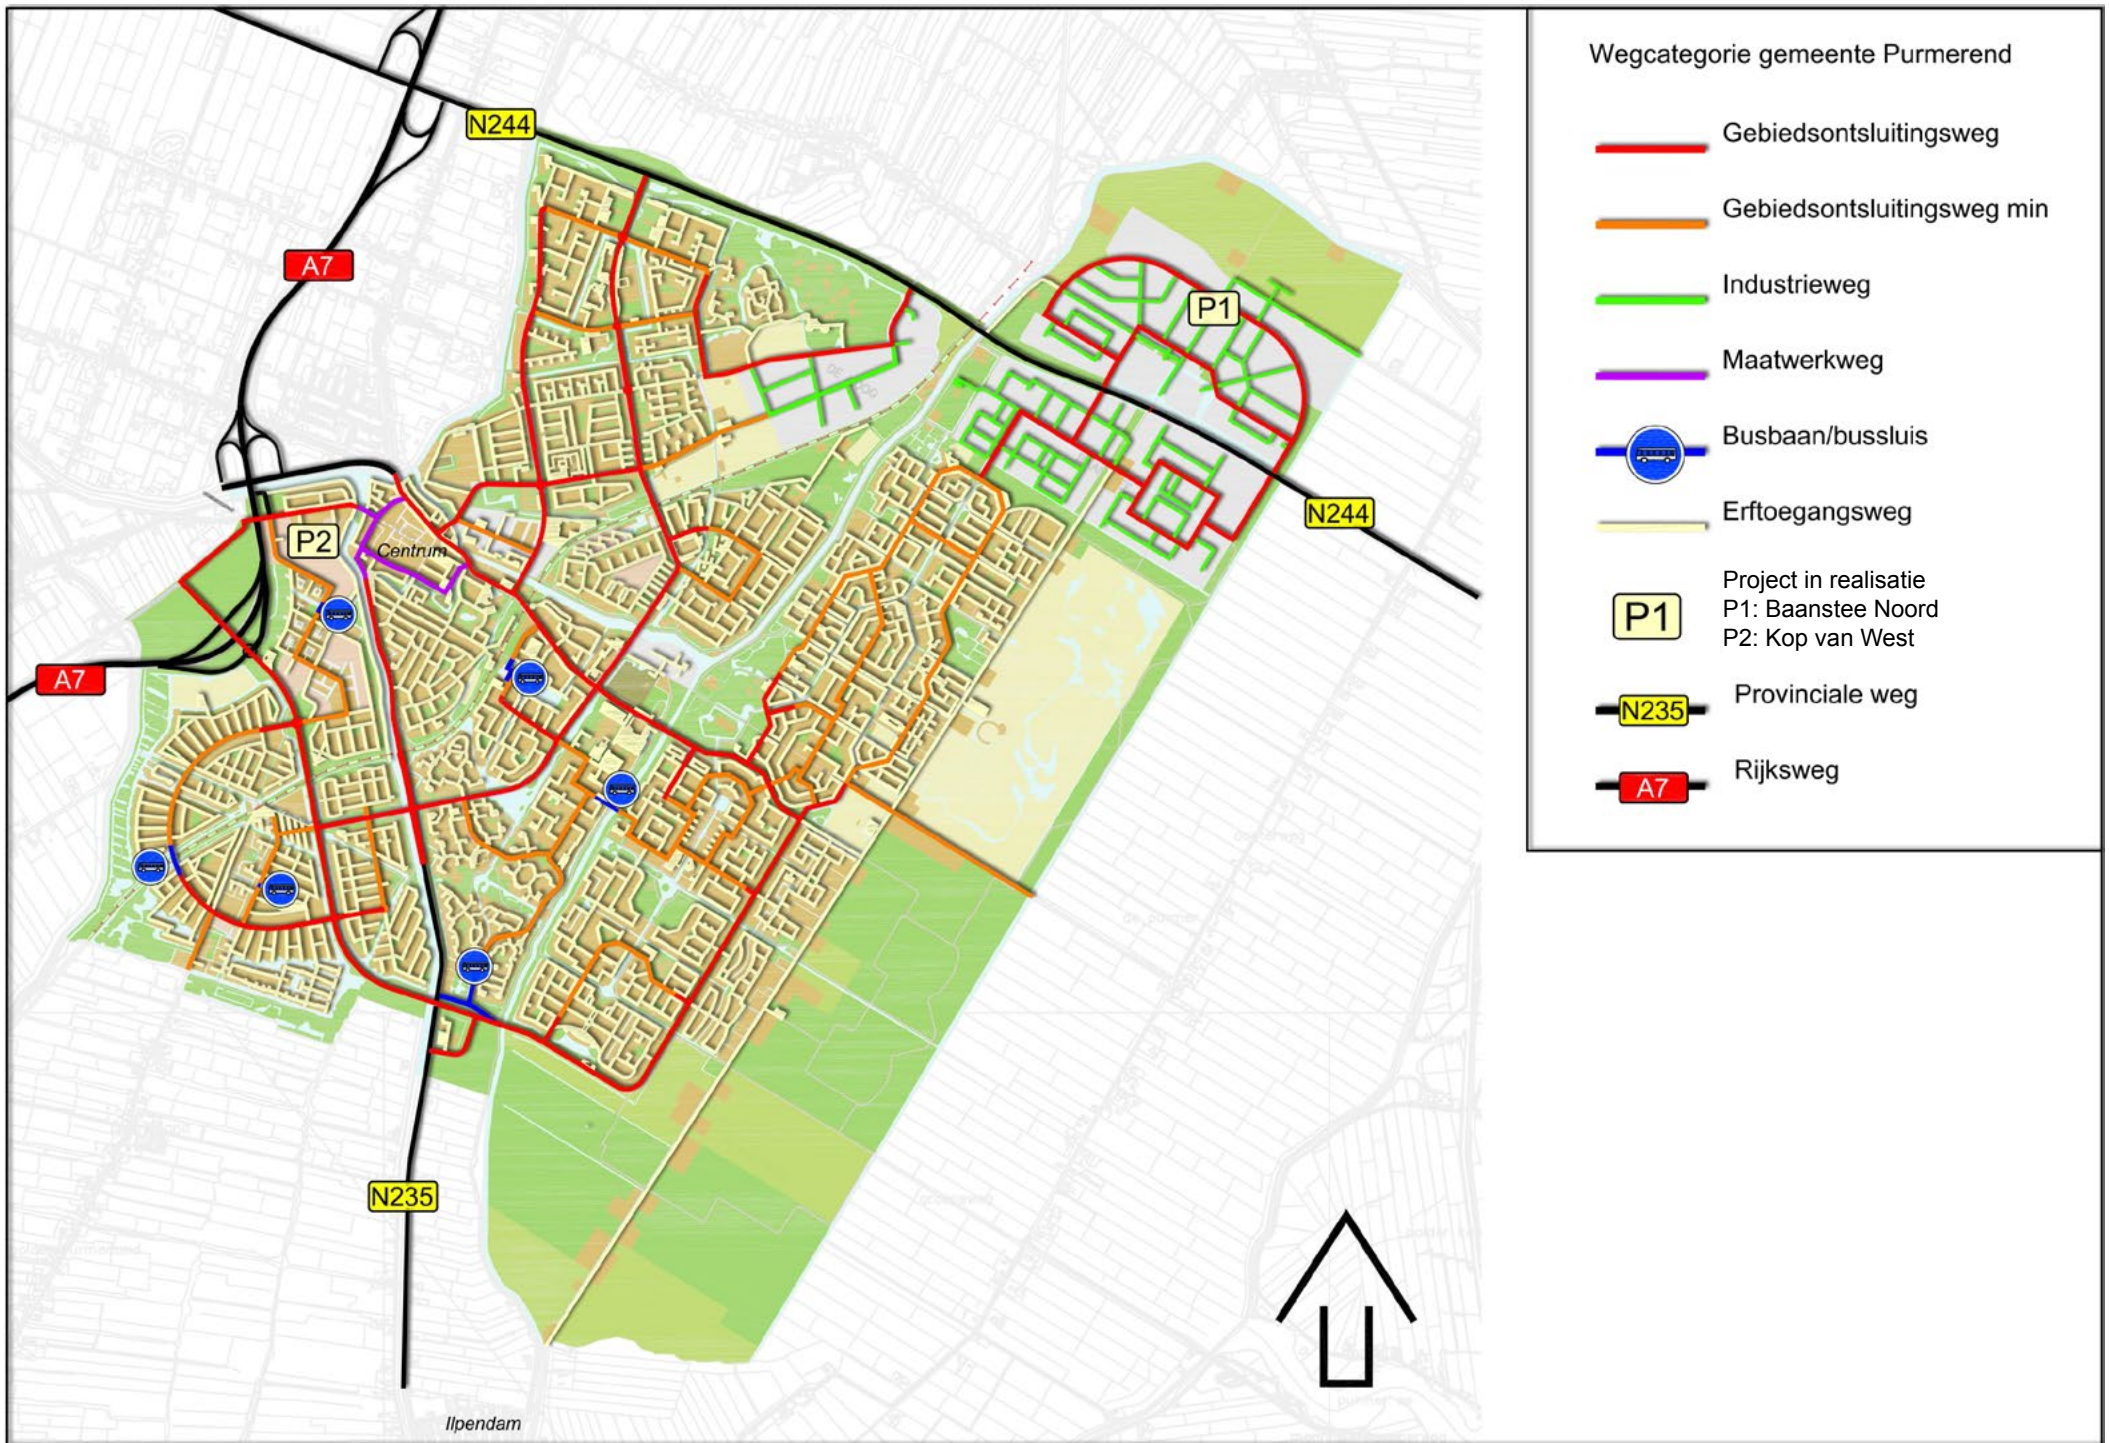 N244
A7
P1
N244
P2
Centrum
A7
N235
Ilpendam
Wegcategorie gemeente Purmerend
Gebiedsontsluitingsweg
Gebiedsontsluitingsweg min
Industrieweg
Maatwerkweg
Busbaan/bussluis
Erftoegangsweg
P1
Project in realisatie
P1: Baanstee Noord
P2: Kop van West
N235
Provinciale weg
A7
Rijksweg